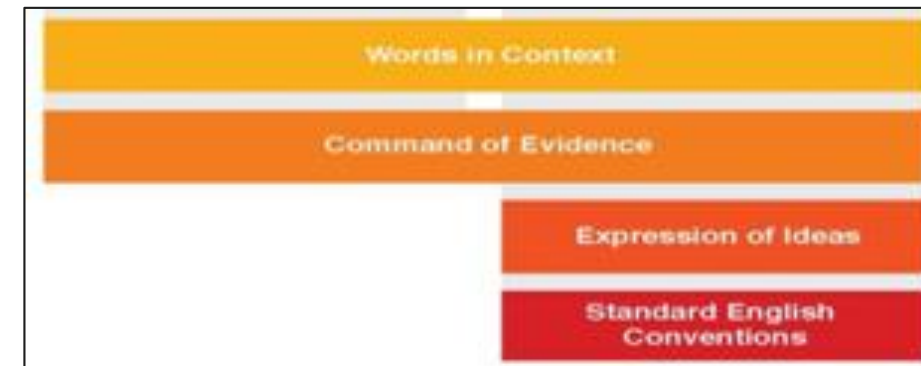 Words in Context
Command of Evidence
Expression of Ideas
Standard English
Conventions